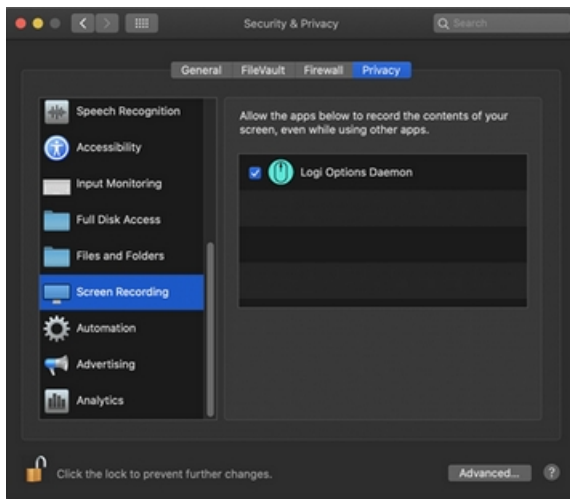 Security & Privacy
Search
General
FileVault
Firewall
Privacy
Speech Recognition
Accessibility
Input Monitoring
Full Disk Access
Files and Folders
Screen Recording
Automation
Advertising
Analytics
Allow the apps below to record the contents of your
screen, even while using other apps.
Logi Options Daemon
Click the lock to prevent further changes.
Advanced...
?